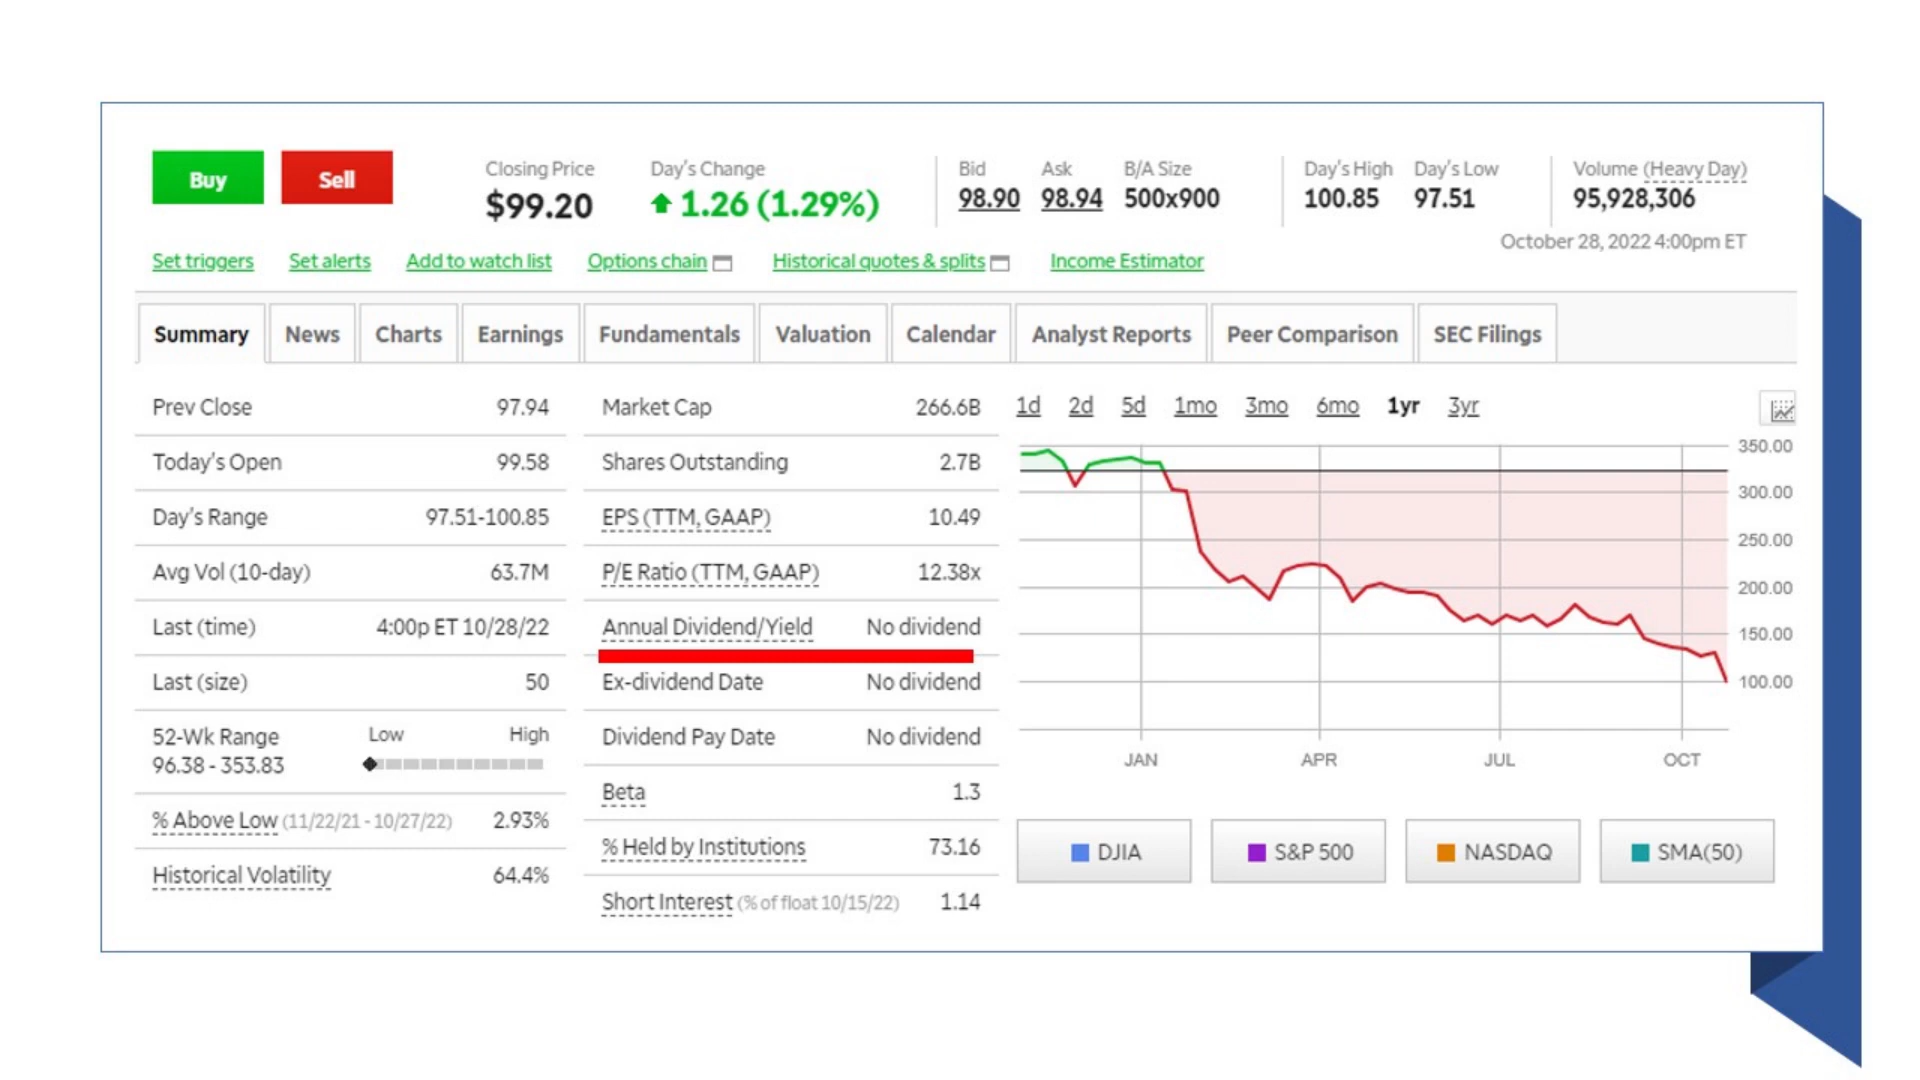 Buy
Sell
Closing Price
$99.20
Day's Change
1.26 (1.29%)
Bid
98.90
Ask
98.94
B/A Size
500x900
Day's High
100.85
Day's Low
97.51
Volume (Heavy Day)
95,928,306
October 28, 2022 4:00pm ET
Set triggers
Set alerts
Add to watch list
Options chain
Historical quotes & splits
Income Estimator
Summary
News
Charts
Earnings
Fundamentals
Valuation
Calendar
Analyst Reports
Peer Comparison
SEC Filings
Prev Close 97.94
Today's Open 99.58
Day's Range 97.51-100.85
Avg Vol (10-day) 63.7M
Last (time) 4:00p ET 10/28/22
Last (size) 50
52-Wk Range Low High
96.38 - 353.83
% Above Low (11/22/21 - 10/27/22) 2.93%
Historical Volatility 64.4%
Market Cap 266.6B
Shares Outstanding 2.7B
EPS (TTM, GAAP) 10.49
P/E Ratio (TTM, GAAP) 12.38x
Annual Dividend/Yield No dividend
Ex-dividend Date No dividend
Dividend Pay Date No dividend
Beta 1.3
% Held by Institutions 73.16
Short Interest (% of float 10/15/22) 1.14
1d 2d 5d 1mo 3mo 6mo 1yr 3yr
350.00
300.00
250.00
200.00
150.00
100.00
JAN APR JUL OCT
DJIA
S&P 500
NASDAQ
SMA(50)